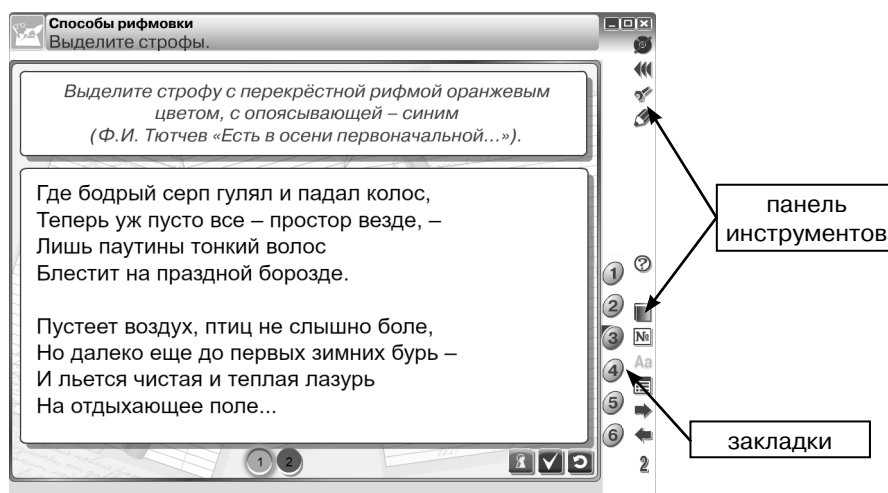 Способы рифмовки
Выделите строфы.
Выделите строфу с перекрёстной рифмой оранжевым
цветом, с опоясывающей – синим
(Ф.И. Тютчев «Есть в осени первоначальной...»).
Где бодрый серп гулял и падал колос,
Теперь уж пусто все – простор везде, –
Лишь паутины тонкий волос
Блестит на праздной борозде.
Пустеет воздух, птиц не слышно боле,
Но далеко еще до первых зимних бурь –
И льется чистая и теплая лазурь
На отдыхающее поле...
1 2
1
2
3
4
5
6
?
№
Aa
2
панель
инструментов
закладки